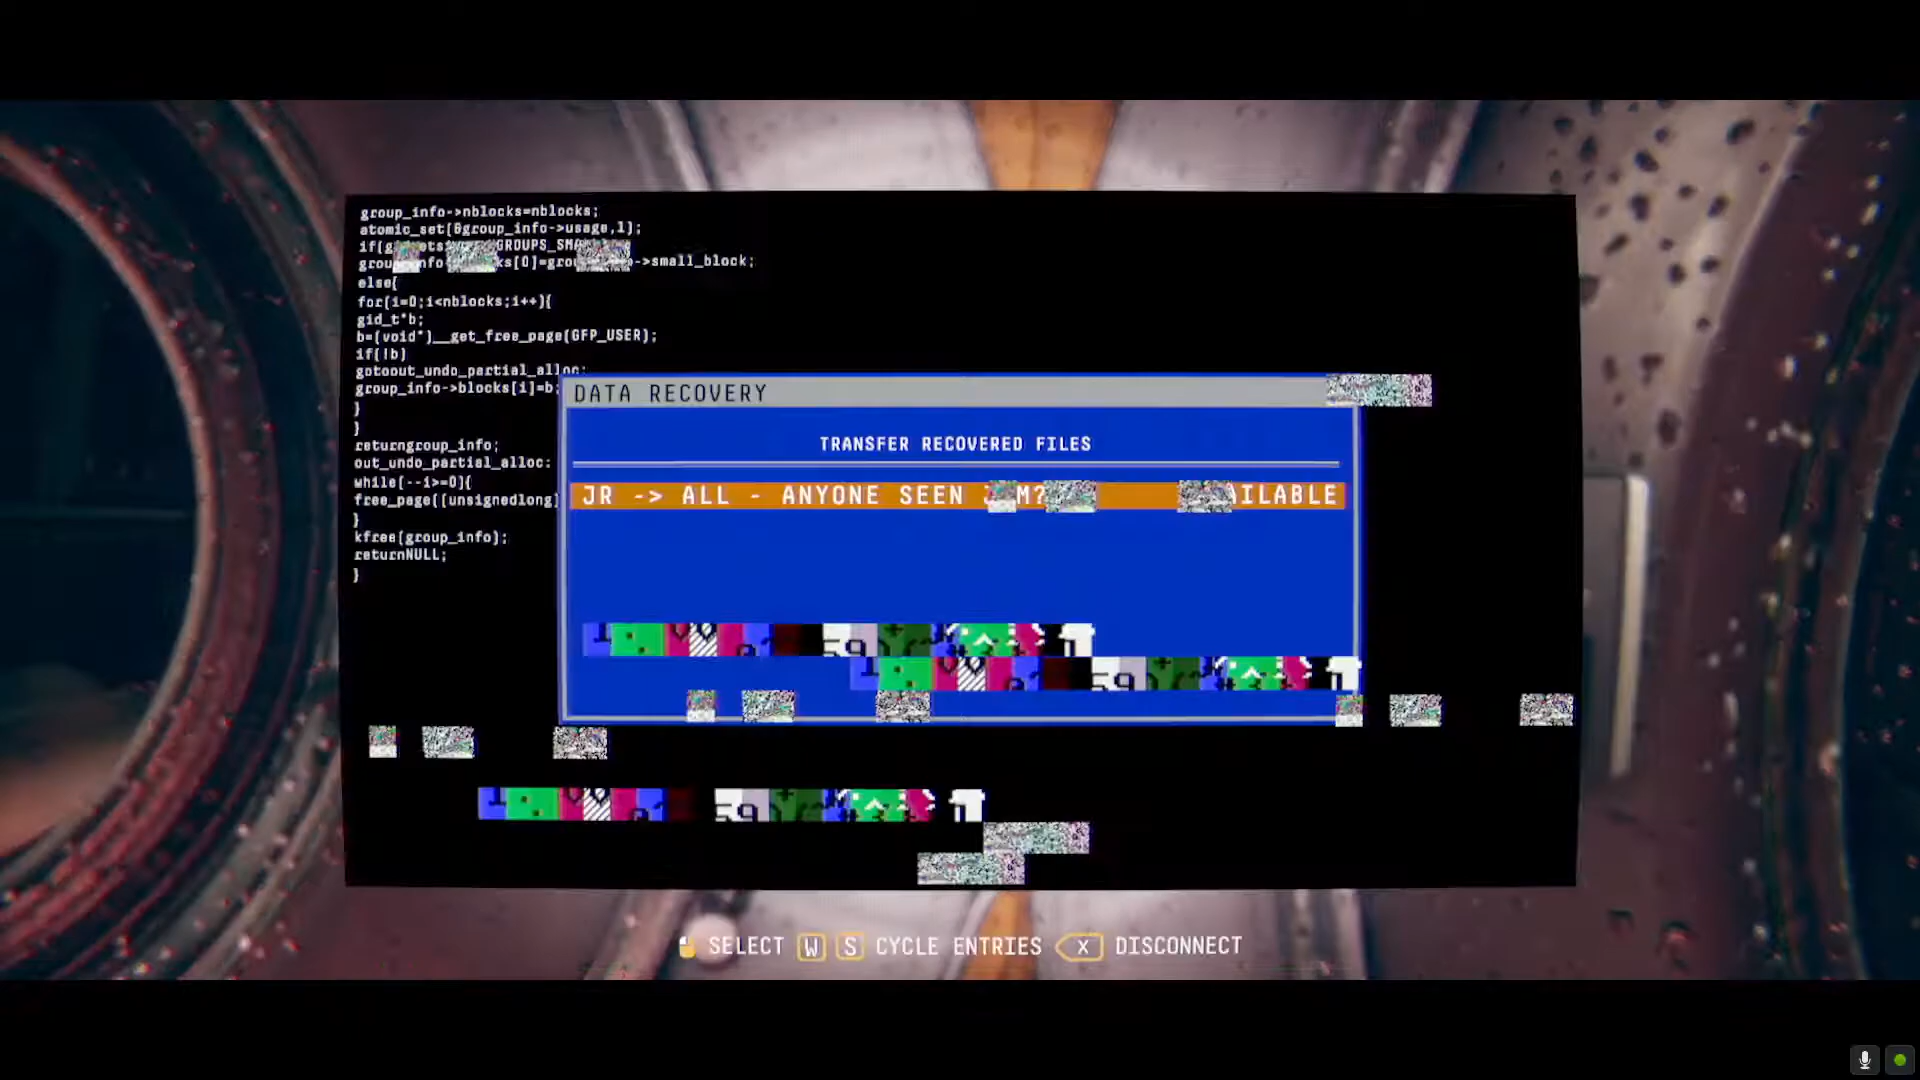 group_info->nblocks=nblocks;
atomic_set(&group_info->usage,1);
if(g
->small_block;
else{
for(i=0;i<nblocks;i++){
gid_t*b;
b=(void*)__get_free_page(GFP_USER);
if(!b)
gotoout_undo_partial_alloc;
group_info->blocks[i]=b;
}
}
returngroup_info;
out_undo_partial_alloc:
while(--i>=0){
free_page((unsignedlong)
}
kfree(group_info);
returnNULL;
}
DATA RECOVERY
TRANSFER RECOVERED FILES
JR -> ALL - ANYONE SEEN
SELECT W S CYCLE ENTRIES X DISCONNECT